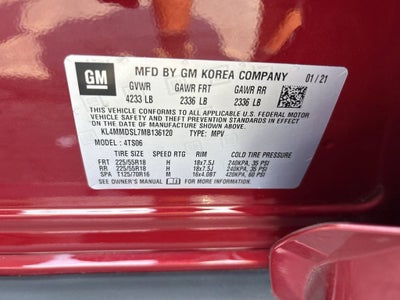 GM
MFD BY GM KOREA COMPANY 01/21
GVWR GAWR FRT GAWR RR
4233 LB 2336 LB 2336 LB
THIS VEHICLE CONFORMS TO ALL APPLICABLE U.S. FEDERAL MOTOR
VEHICLE SAFETY, BUMPER, AND THEFT PREVENTION STANDARDS IN
EFFECT ON THE DATE OF MANUFACTURE SHOWN ABOVE.
KL4MMDSL7MB136120 TYPE: MPV
MODEL : 4TS06
TIRE SIZE SPEED RTG RIM COLD TIRE PRESSURE
FRT 225/55R18 H 18x7.5J 240KPA, 35 PSI
RR 225/55R18 H 18x7.5J 240KPA, 35 PSI
SPA T125/70R16 M 16x4.0BT 420KPA, 60 PSI
SEE OWNER'S MANUAL FOR MORE INFORMATION.